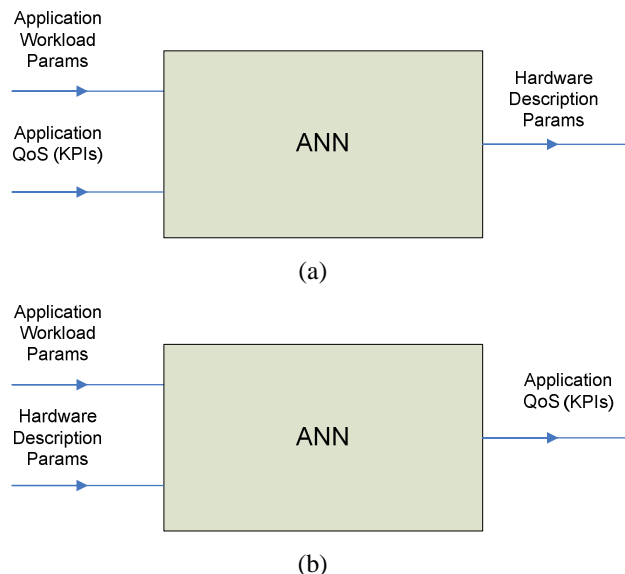 Application
Workload
Params
Application
QoS (KPIs)
ANN
Hardware
Description
Params
(a)
Application
Workload
Params
Hardware
Description
Params
ANN
Application
QoS (KPIs)
(b)